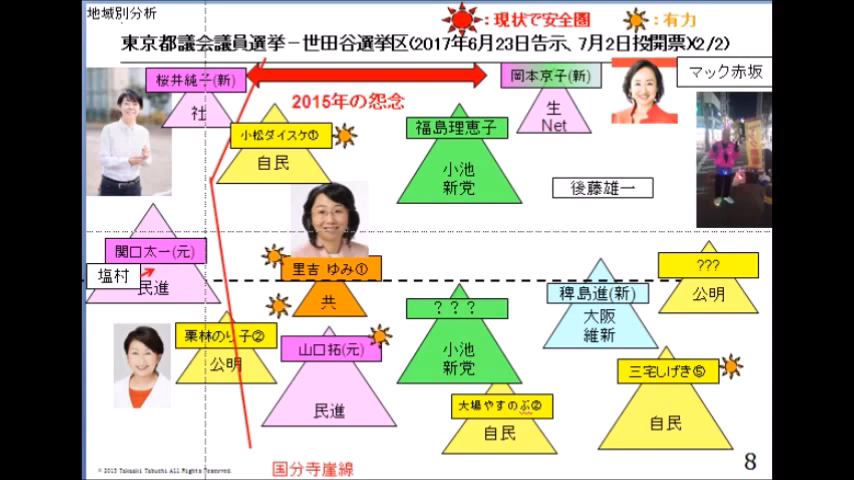 地域別分析
:現状で安全圏
:有力
東京都議会議員選挙－世田谷選挙区(2017年6月23日告示、7月2日投開票)(2/2)
桜井純子(新)
社
2015年の怨念
岡本京子(新)
生
Net
マック赤坂
小松ダイスケ①
自民
福島理恵子
小池
新党
後藤雄一
関口太一(元)
塩村
民進
里吉 ゆみ①
共
???
公明
稗島進(新)
大阪
維新
？？？
小池
新党
栗林のり子②
公明
山口拓(元)
民進
大場やすのぶ②
自民
三宅しげき⑤
自民
© 2013 Takaaki Tabuchi All Rights Reserved.
国分寺崖線
8